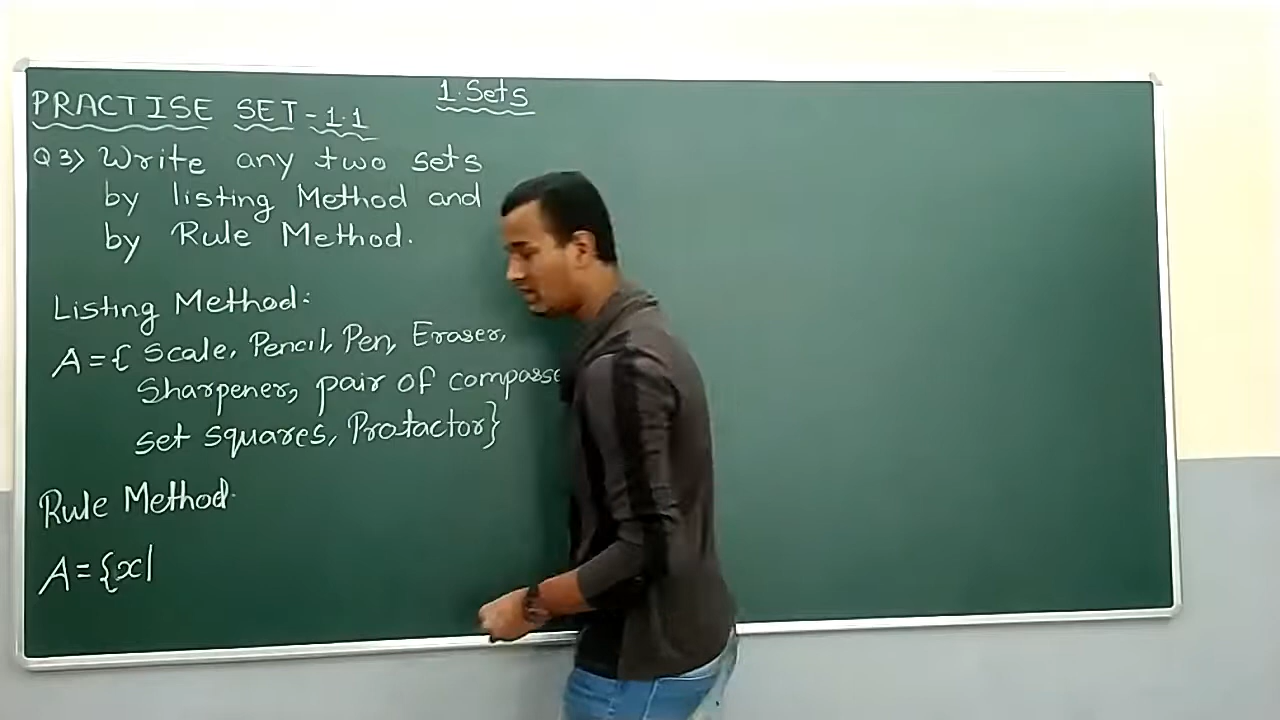 1. Sets
PRACTISE SET-1.1
Q3) Write any two sets
by listing Method and
by Rule Method.
Listing Method:
A={ Scale, Pencil, Pen, Eraser,
Sharpener, pair of compasse
set squares, Protactor}
Rule Method
A={x|